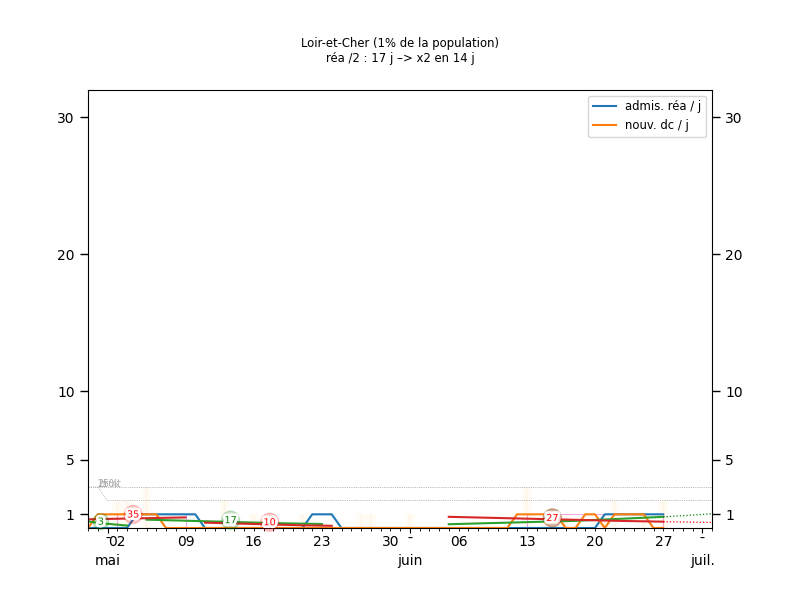 Loir-et-Cher (1% de la population)
réa /2 : 17 j –> x2 en 14 j
admis. réa / j
nouv. dc / j
30 30
20 20
10 10
5 5
1 1
3 35 17 10 27
- 02 09 16 23 30 - 06 13 20 27 -
mai juin juil.